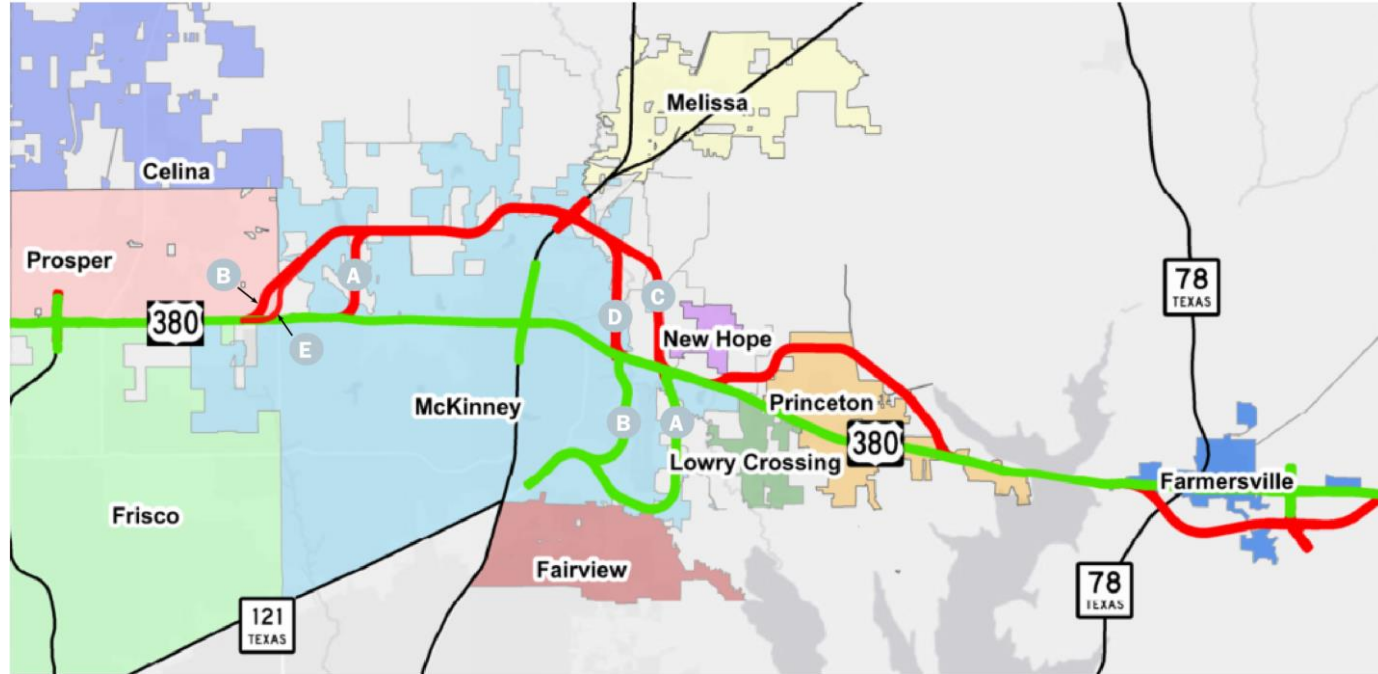 Melissa
Celina
Prosper
B
A
78
TEXAS
C
380
D
New Hope
E
McKinney
Princeton
B
A
380
Lowry Crossing
Farmersville
Frisco
Fairview
78
TEXAS
121
TEXAS